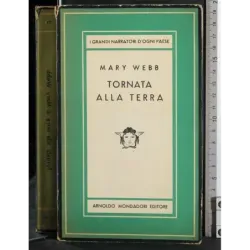 I GRANDI NARRATORI D'OGNI PAESE
MARY WEBB
TORNATA
ALLA TERRA
ARNOLDO MONDADORI EDITORE